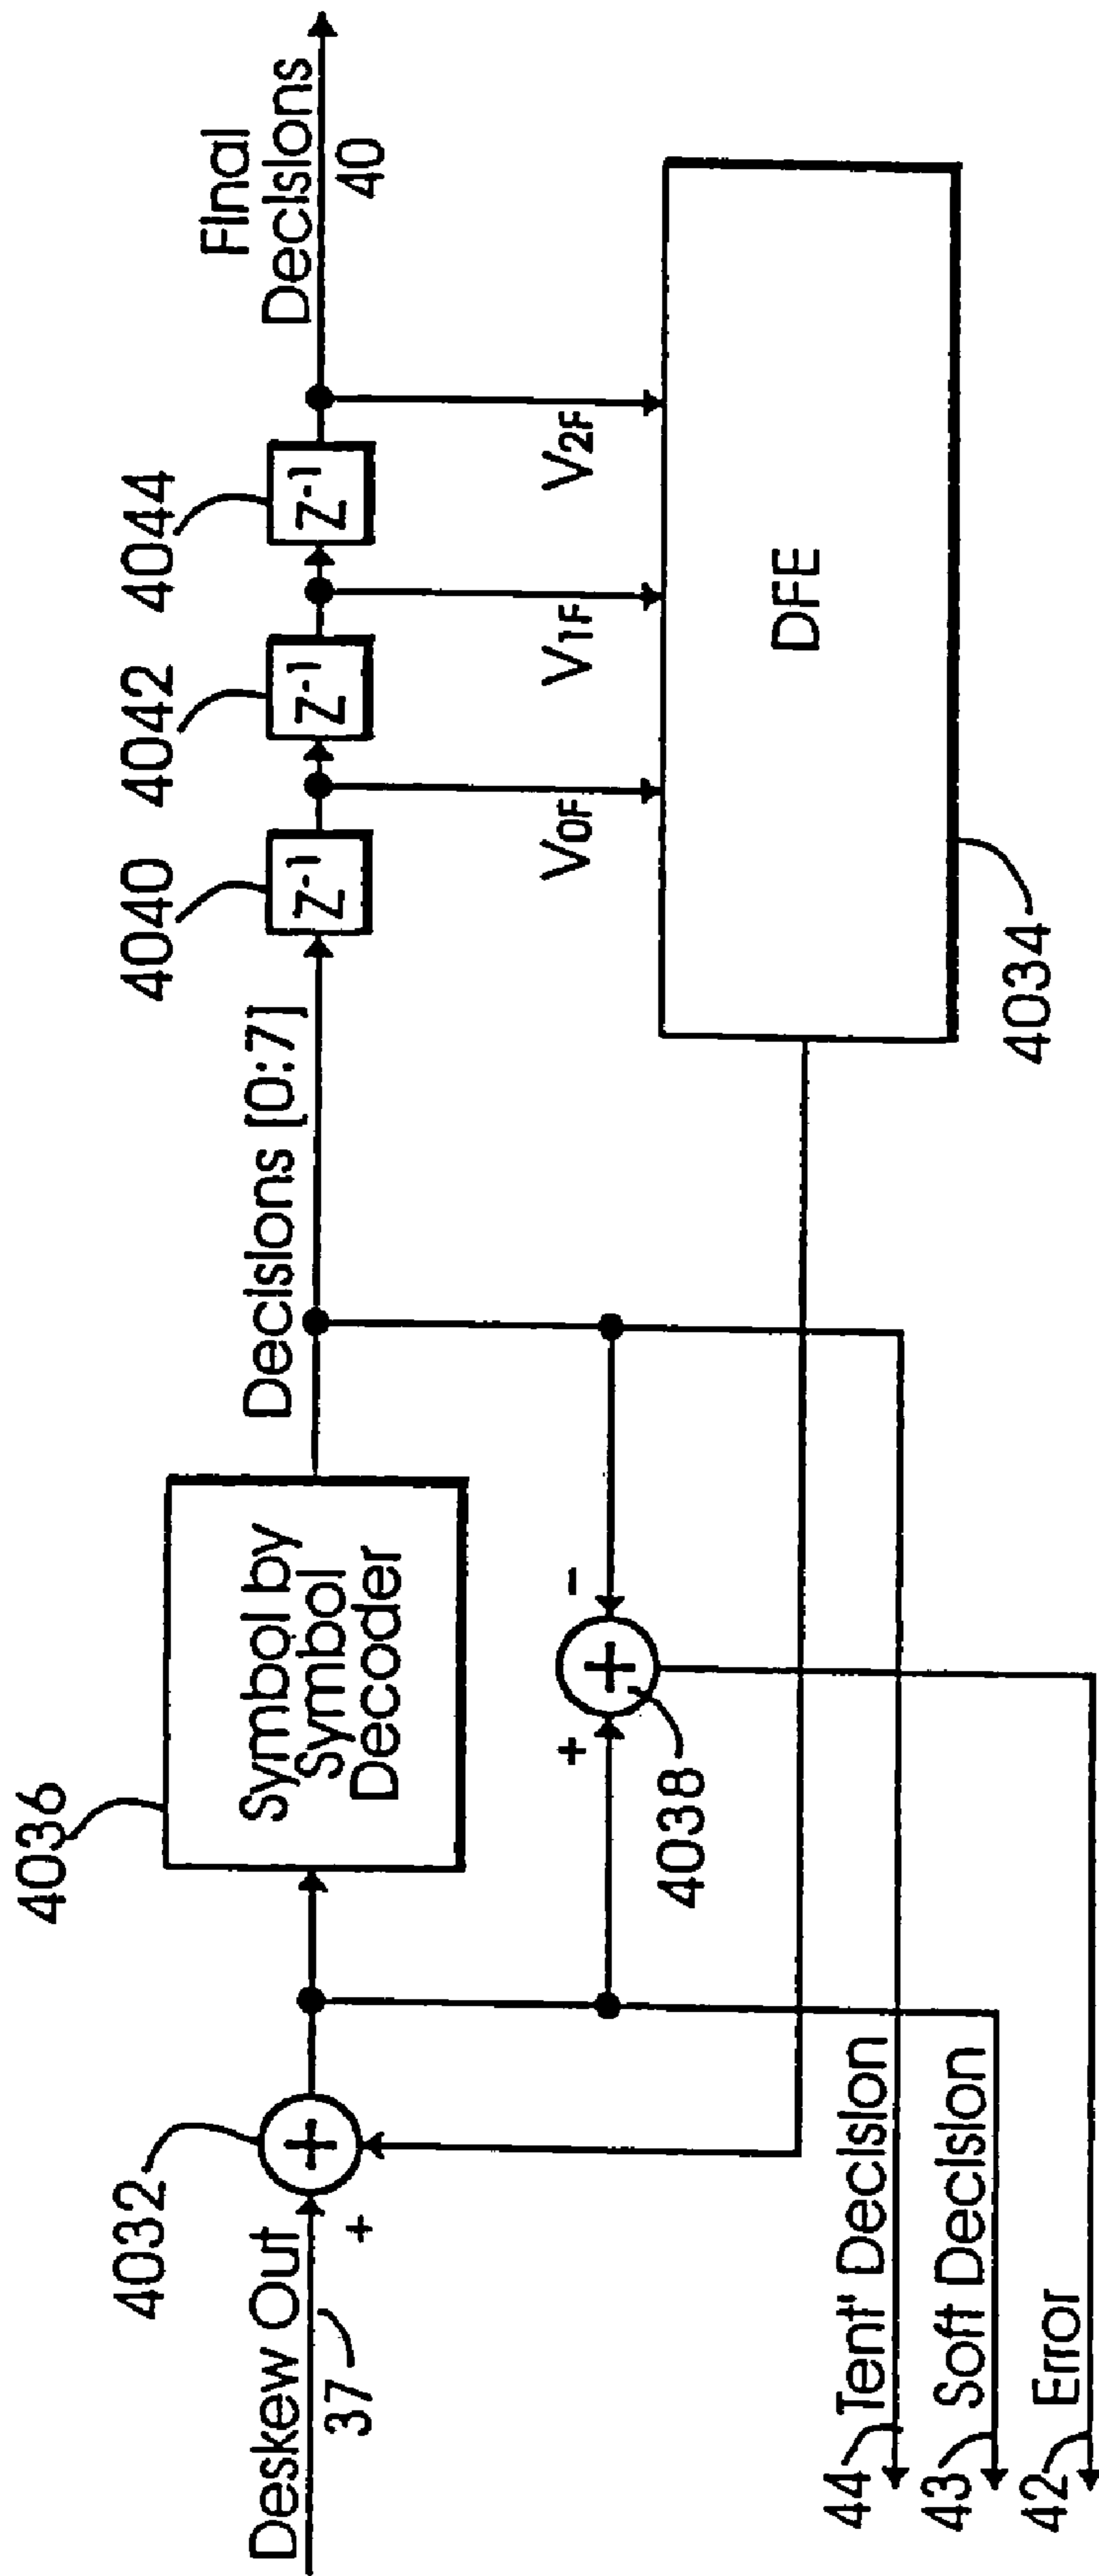 Deskew Out
37
+
4032
+
4036
Symbol by
Symbol
Decoder
Decisions [0:7]
4040
Z-1
4042
Z-1
4044
Z-1
Final
Decisions
40
V0F
V1F
V2F
DFE
4034
+
-
+
4038
44
Tent' Decision
43
Soft Decision
42
Error